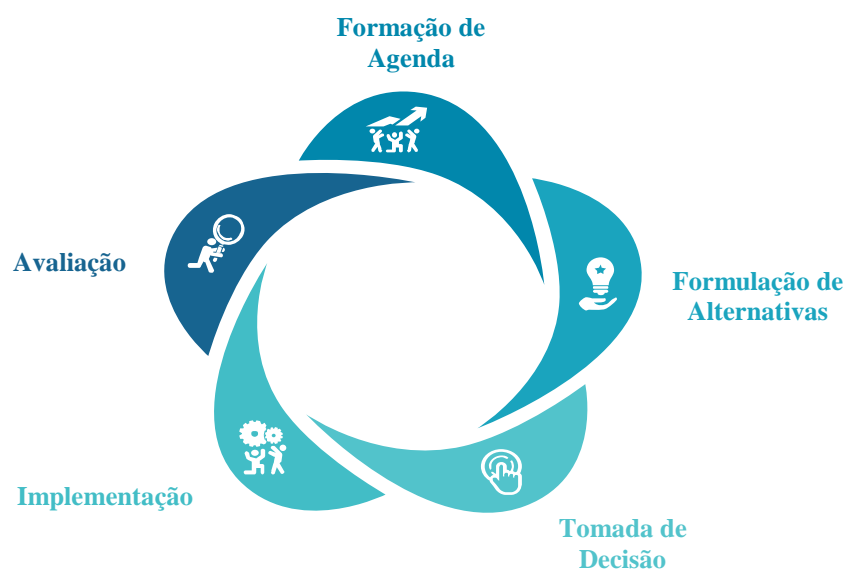 Formação de
Agenda
Formulação de
Alternativas
Tomada de
Decisão
Implementação
Avaliação